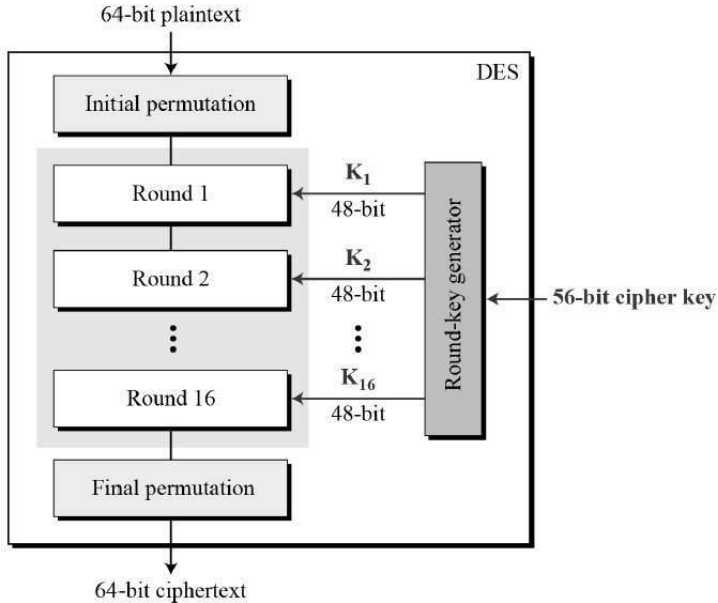 64-bit plaintext
DES
Initial permutation
Round 1
K1
48-bit
Round 2
K2
48-bit
Round-key generator
56-bit cipher key
Round 16
K16
48-bit
Final permutation
64-bit ciphertext